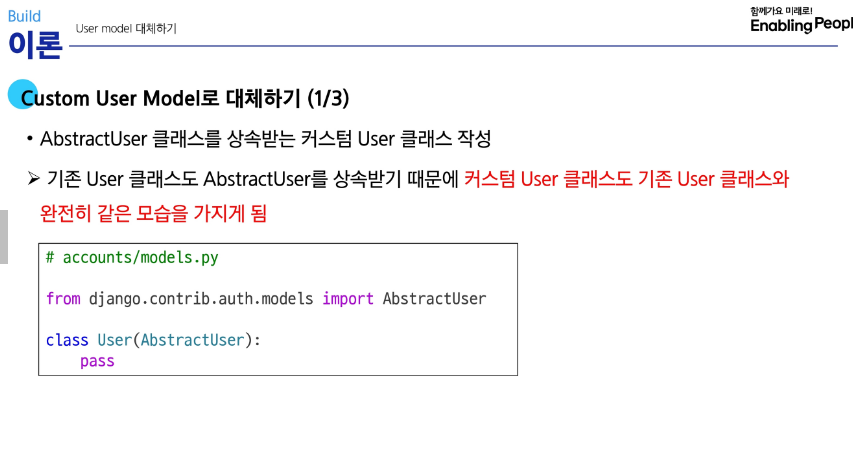 Build
이론
User model 대체하기
함께가요 미래로!
Enabling Peopl
Custom User Model로 대체하기 (1/3)
• AbstractUser 클래스를 상속받는 커스텀 User 클래스 작성
➢ 기존 User 클래스도 AbstractUser를 상속받기 때문에 커스텀 User 클래스도 기존 User 클래스와
완전히 같은 모습을 가지게 됨
# accounts/models.py
from django.contrib.auth.models import AbstractUser
class User(AbstractUser):
    pass